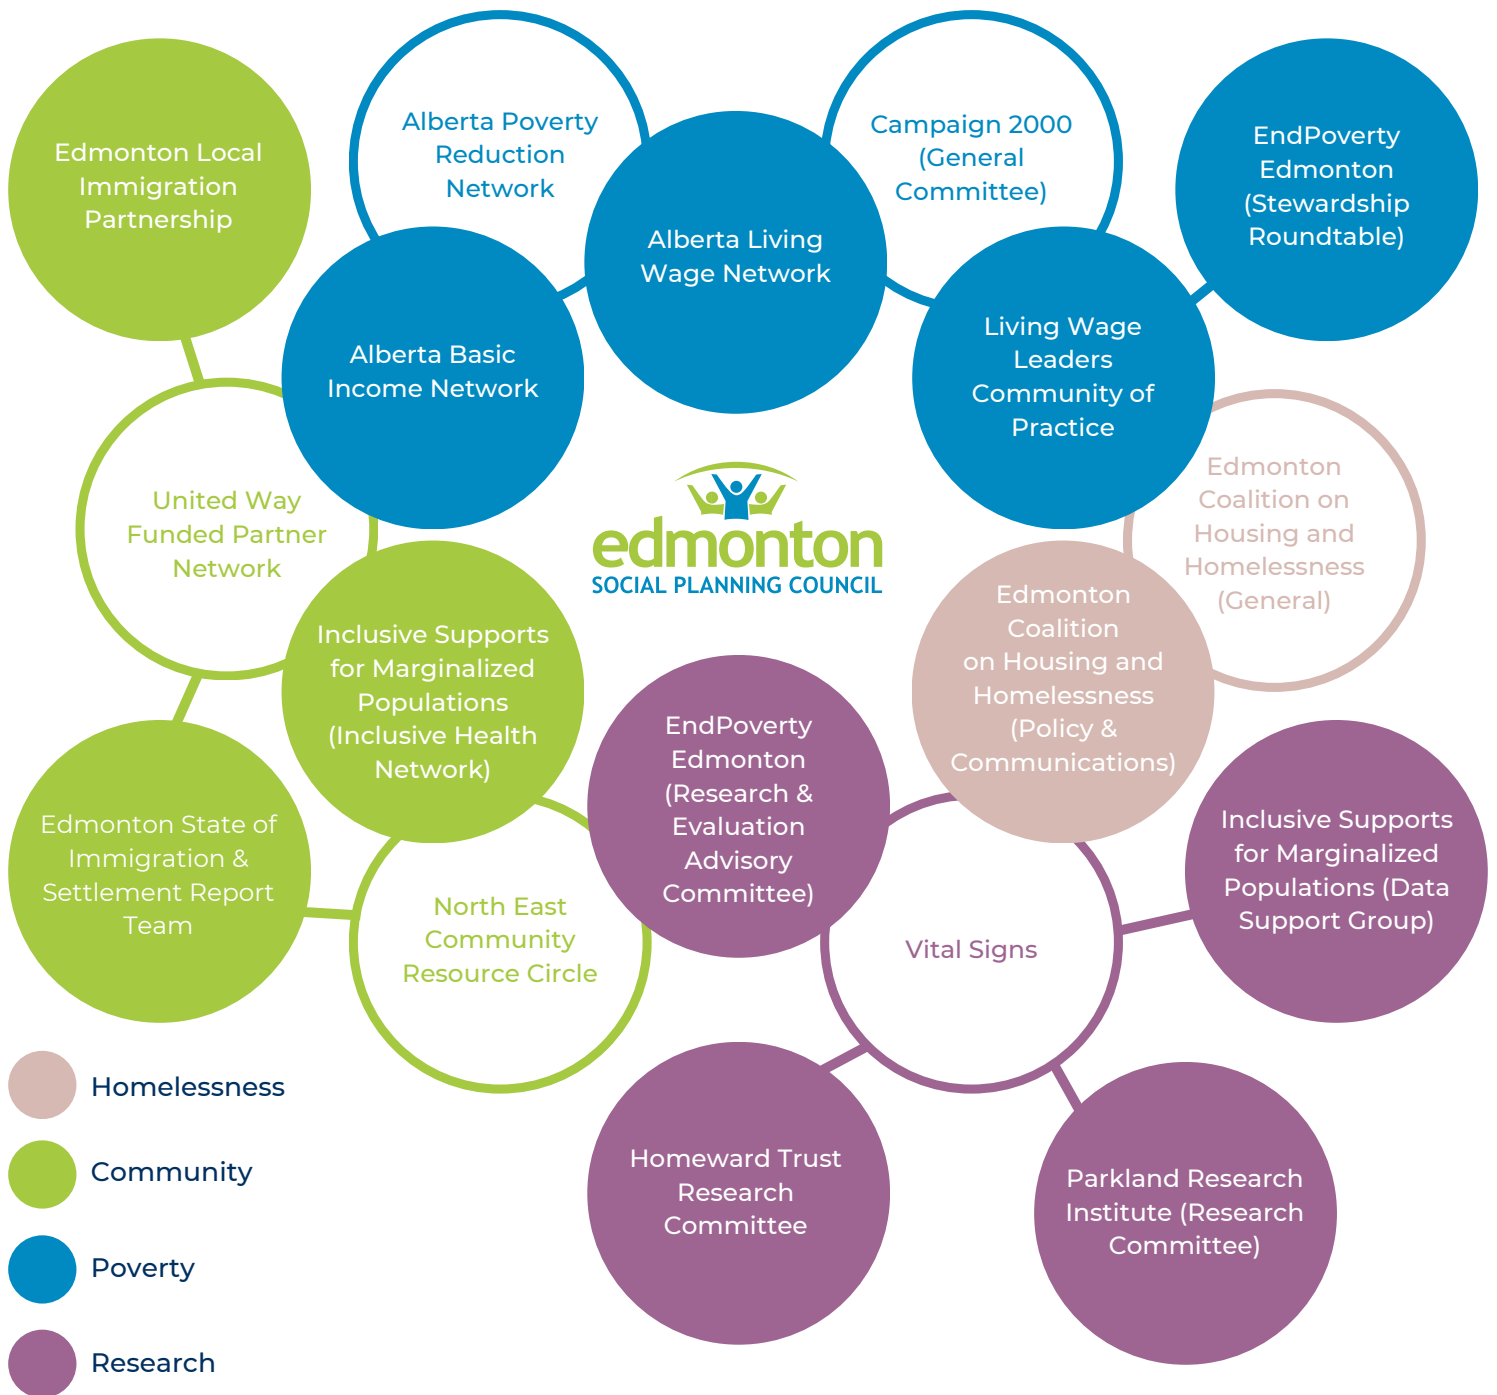 Edmonton Local
Immigration
Partnership
Alberta Poverty
Reduction
Network
Alberta Living
Wage Network
Campaign 2000
(General
Committee)
EndPoverty
Edmonton
(Stewardship
Roundtable)
Alberta Basic
Income Network
Living Wage
Leaders
Community of
Practice
United Way
Funded Partner
Network
edmonton
SOCIAL PLANNING COUNCIL
Edmonton
Coalition on
Housing and
Homelessness
(General)
Inclusive Supports
for Marginalized
Populations
(Inclusive Health
Network)
EndPoverty
Edmonton
(Research &
Evaluation
Advisory
Committee)
Edmonton
Coalition
on Housing and
Homelessness
(Policy &
Communications)
Edmonton State of
Immigration &
Settlement Report
Team
North East
Community
Resource Circle
Vital Signs
Inclusive Supports
for Marginalized
Populations (Data
Support Group)
Homeward Trust
Research
Committee
Parkland Research
Institute (Research
Committee)
Homelessness
Community
Poverty
Research